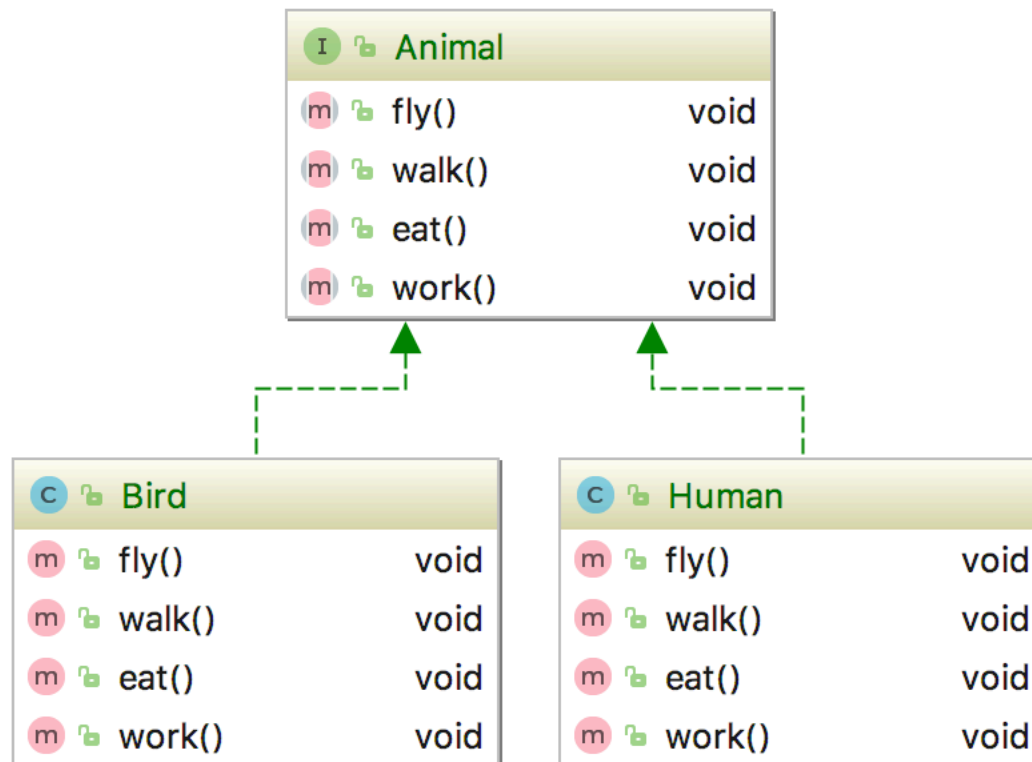 I Animal
m fly() void
m walk() void
m eat() void
m work() void
C Bird
m fly() void
m walk() void
m eat() void
m work() void
C Human
m fly() void
m walk() void
m eat() void
m work() void